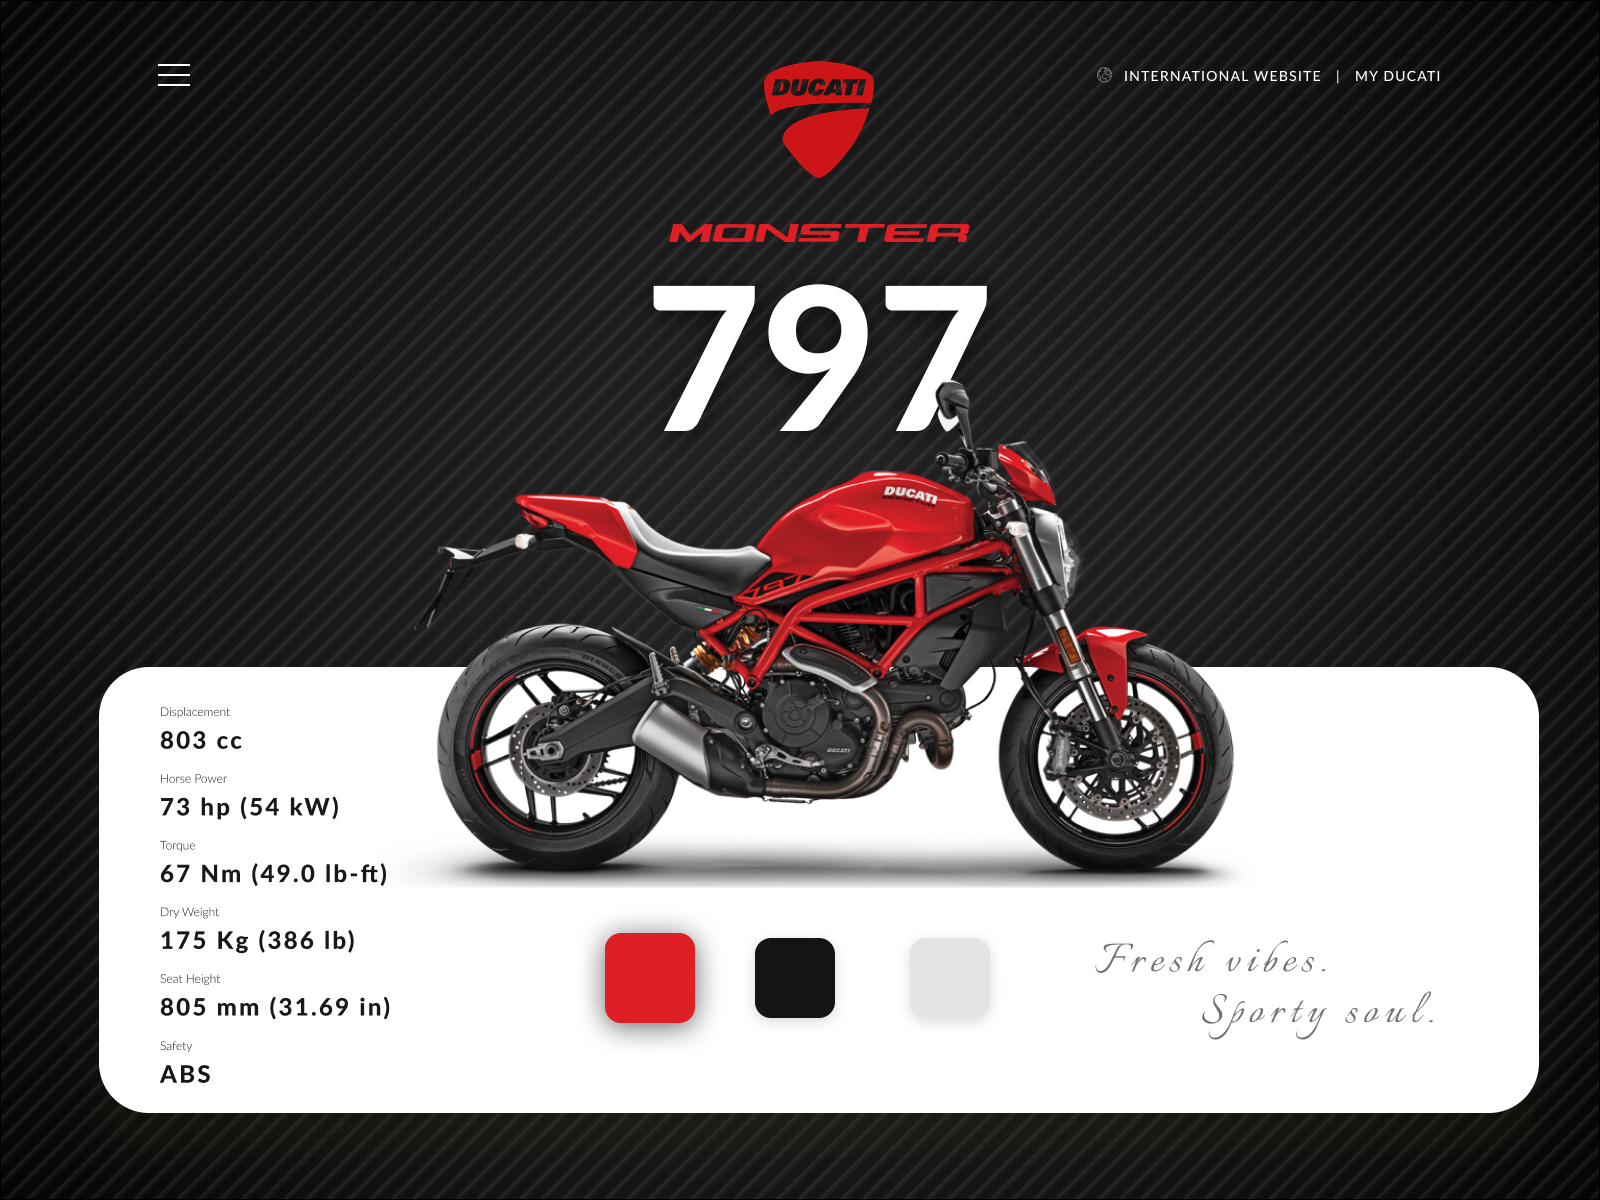 DUCATI
INTERNATIONAL WEBSITE | MY DUCATI
MONSTER
797
DUCATI
MONSTER
DUCATI
Displacement
803 cc
Horse Power
73 hp (54 kW)
Torque
67 Nm (49.0 lb-ft)
Dry Weight
175 Kg (386 lb)
Seat Height
805 mm (31.69 in)
Safety
ABS
Fresh vibes.
Sporty soul.